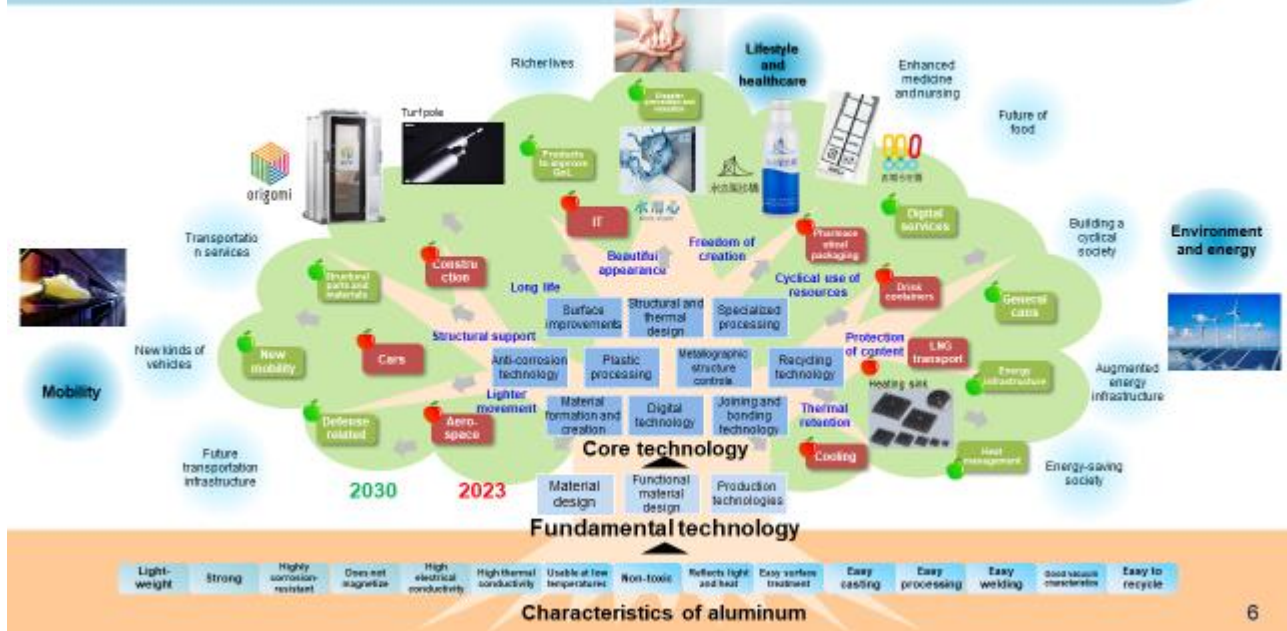 Richer lives
Lifestyle
and
healthcare
Enhanced
medicine
and nursing
Future of
food
Turf pole
origami
Products
to improve
QoL
水雲心
IT
Beautiful
appearance
Freedom of
creation
Pharmace
utical
packaging
Digital
services
Building a
cyclical
society
Environment
and energy
Transportatio
n services
Structural
parts and
materials
Constru
ction
Long life
Cyclical use of
resources
Drink
containers
General
cans
Surface
improvements
Structural and
thermal
design
Specialized
processing
Structural support
Protection
of content
LNG
transport
New kinds of
vehicles
New
mobility
Cars
Anti-corrosion
technology
Plastic
processing
Metallographic
structure
controls
Recycling
technology
Energy
infrastructure
Augmented
energy
infrastructure
Mobility
Heating sink
Lighter
movement
Material
formation and
creation
Digital
technology
Joining and
bonding
technology
Thermal
retention
Defense
related
Aero-
space
Core technology
Cooling
Heat
management
Future
transportation
infrastructure
Energy-saving
society
2030
2023
Material
design
Functional
material
design
Production
technologies
Fundamental technology
Light-
weight
Strong
Highly
corrosion-
resistant
Does not
magnetize
High
electrical
conductivity
High thermal
conductivity
Usable at low
temperatures
Non-toxic
Reflects light
and heat
Easy surface
treatment
Easy
casting
Easy
processing
Easy
welding
Good vacuum
characteristics
Easy to
recycle
Characteristics of aluminum
6